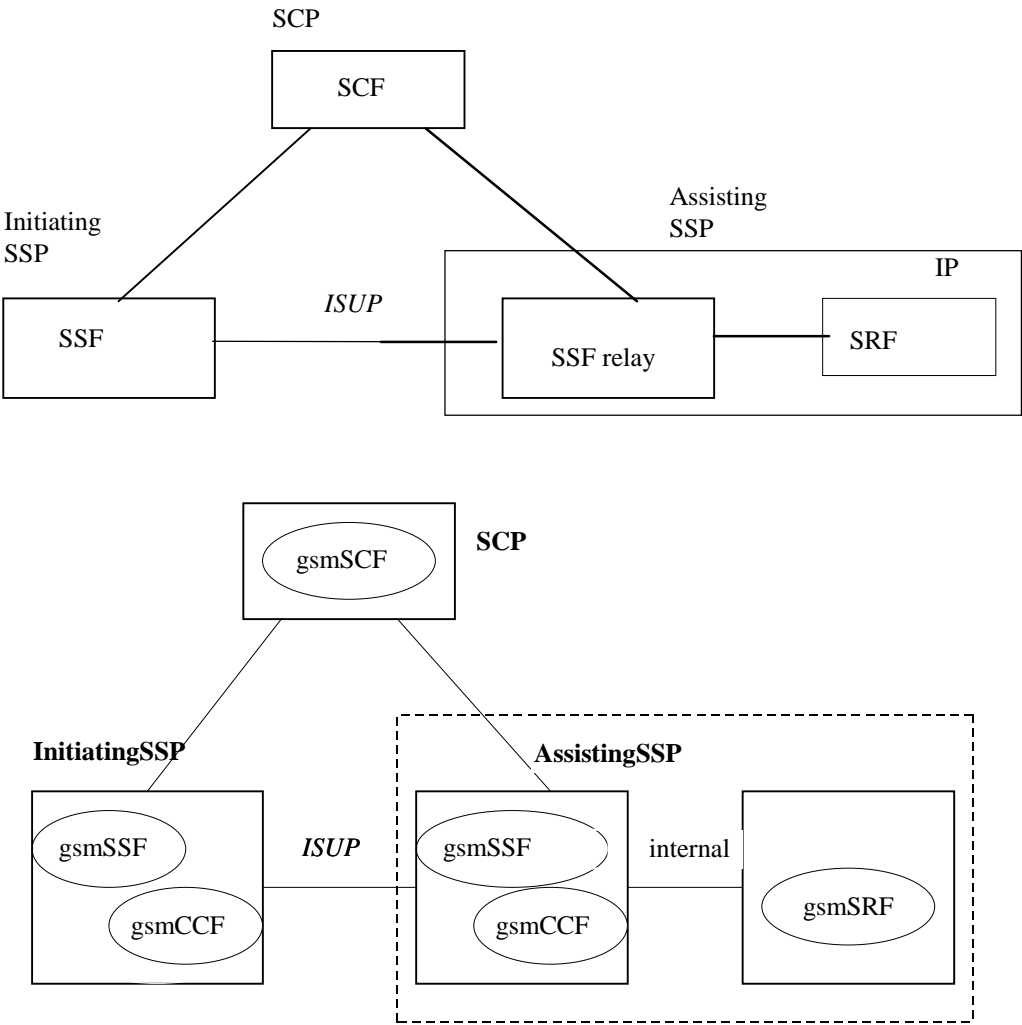 SCP
SCF
Assisting
SSP
Initiating
SSP
IP
ISUP
SSF
SSF relay
SRF
gsmSCF
SCP
InitiatingSSP
AssistingSSP
gsmSSF
ISUP
gsmSSF
internal
gsmCCF
gsmCCF
gsmSRF